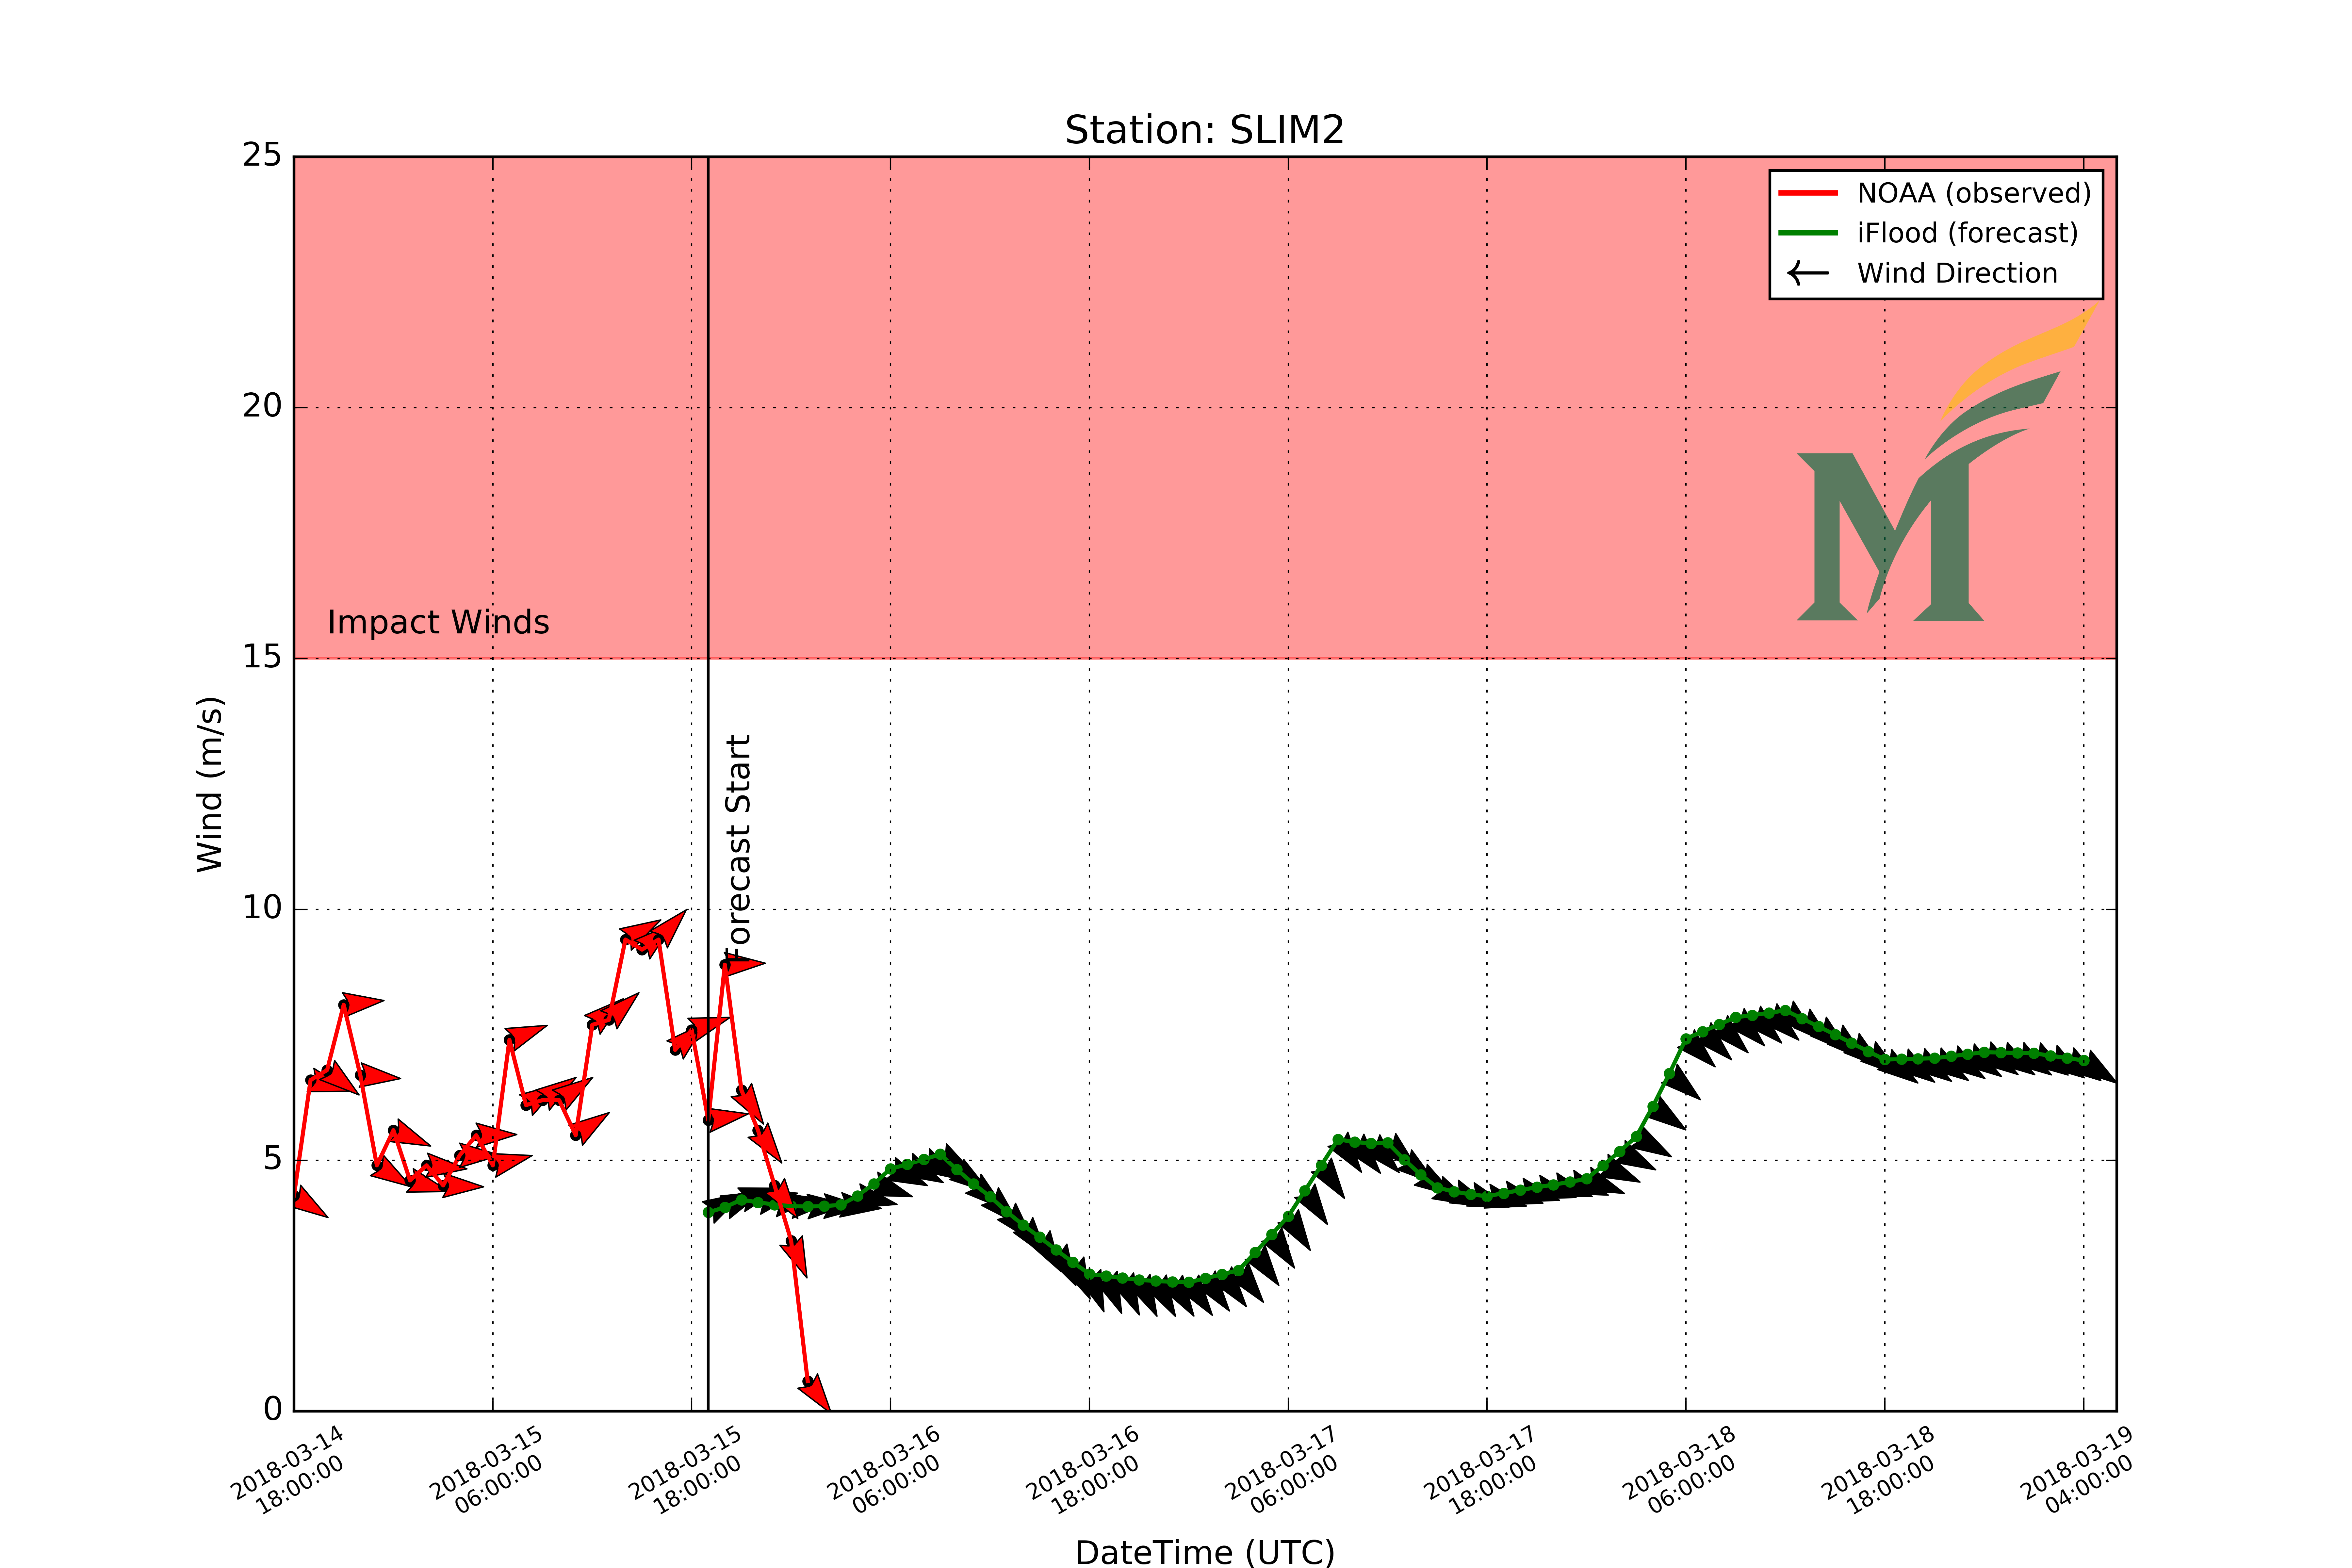 Station: SLIM2
25
20
15
10
5
0
Wind (m/s)
NOAA (observed)
iFlood (forecast)
Wind Direction
M
Impact Winds
Forecast Start
2018-03-14
18:00:00
2018-03-15
06:00:00
2018-03-15
18:00:00
2018-03-16
06:00:00
2018-03-16
18:00:00
2018-03-17
06:00:00
2018-03-17
18:00:00
2018-03-18
06:00:00
2018-03-18
18:00:00
2018-03-19
04:00:00
DateTime (UTC)